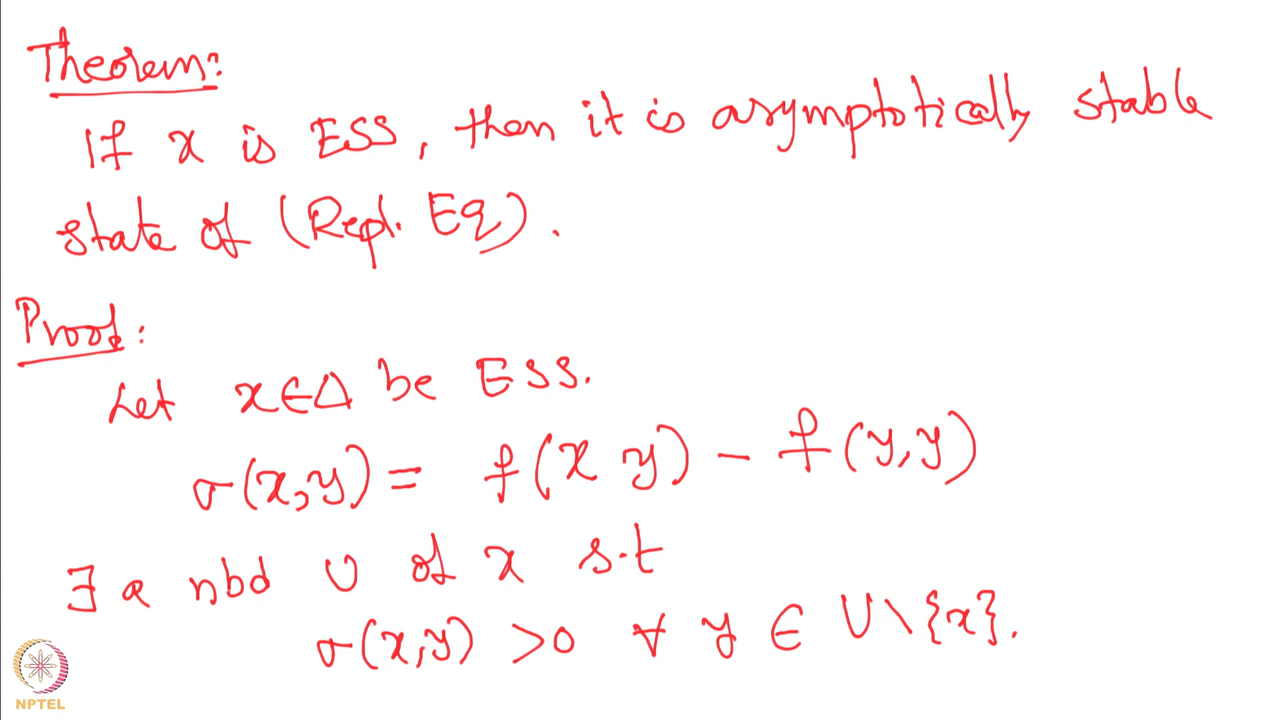 Theorem:
If x is ESS, then it is asymptotically stable
state of (Repl. Eq).
Proof:
Let x∈Δ be ESS.
σ(x,y) = f(x y) - f(y,y)
∃ a nbd U of x s.t
σ(x,y) >0 ∀ y ∈ U\{x}.
NPTEL